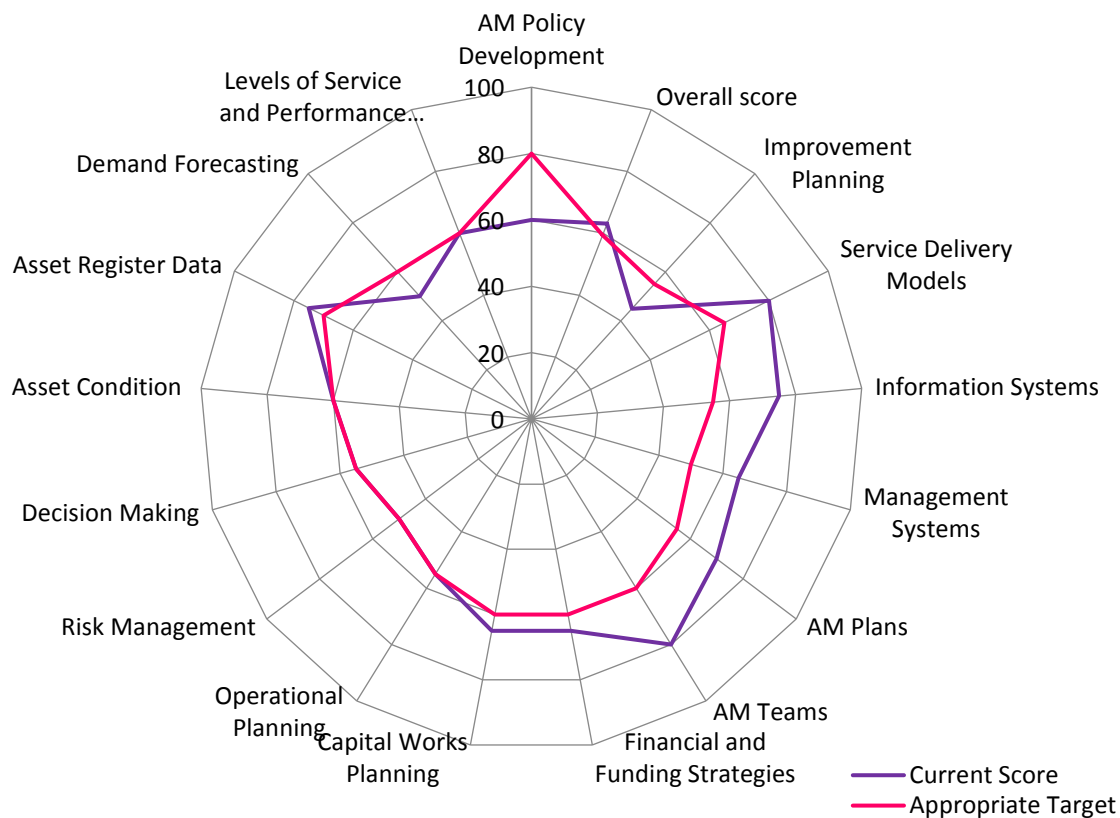 AM Policy
Development
Levels of Service
and Performance...
Overall score
Demand Forecasting
Improvement
Planning
Asset Register Data
Service Delivery
Models
Asset Condition
Information Systems
Decision Making
Management
Systems
Risk Management
AM Plans
Operational
Planning
AM Teams
Capital Works
Planning
Financial and
Funding Strategies
100
80
60
40
20
0
Current Score
Appropriate Target